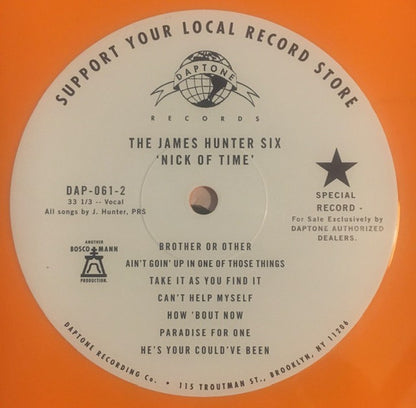 SUPPORT YOUR LOCAL RECORD STORE
DAPTONE
RECORDS
THE JAMES HUNTER SIX
'NICK OF TIME'
DAP-061-2
33 1/3 -- Vocal
All songs by J. Hunter, PRS
SPECIAL
RECORD -
For Sale Exclusively by
DAPTONE AUTHORIZED
DEALERS.
ANOTHER
BOSCO MANN
PRODUCTION.
BROTHER OR OTHER
AIN'T GOIN' UP IN ONE OF THOSE THINGS
TAKE IT AS YOU FIND IT
CAN'T HELP MYSELF
HOW 'BOUT NOW
PARADISE FOR ONE
HE'S YOUR COULD'VE BEEN
DAPTONE RECORDING Co. • 115 TROUTMAN ST., BROOKLYN, NY 11206